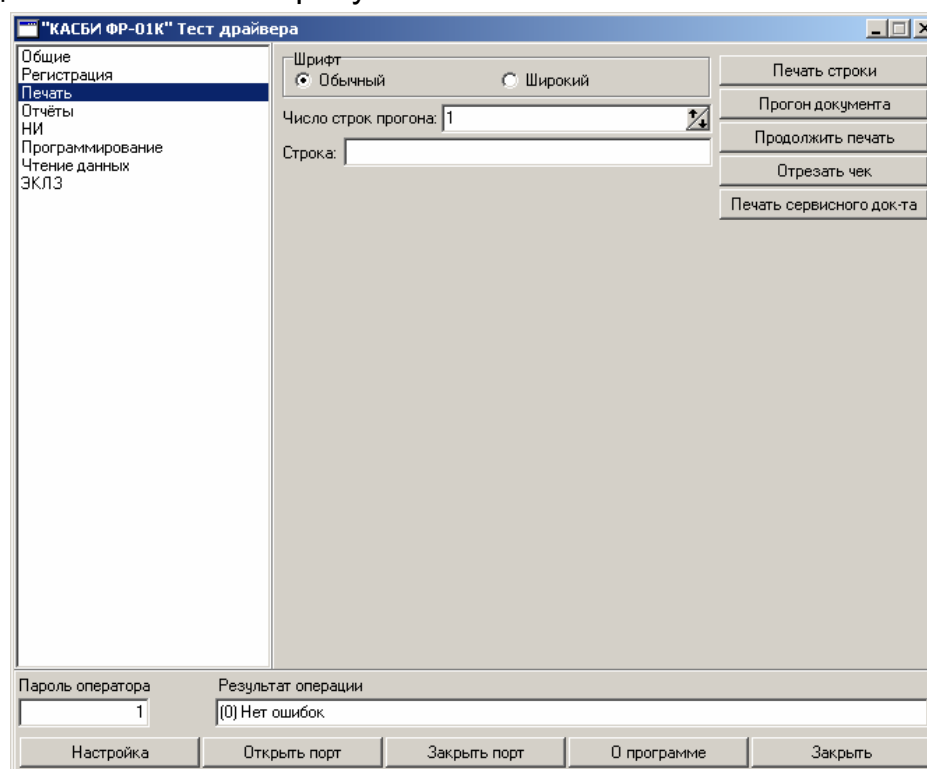 "КАСБИ ФР-01К" Тест драйвера
Общие
Регистрация
Печать
Отчёты
НИ
Программирование
Чтение данных
ЭКЛЗ
Шрифт
Обычный Широкий
Число строк прогона: 1
Строка:
Печать строки
Прогон документа
Продолжить печать
Отрезать чек
Печать сервисного док-та
Пароль оператора Результат операции
1 (0) Нет ошибок
Настройка Открыть порт Закрыть порт О программе Закрыть